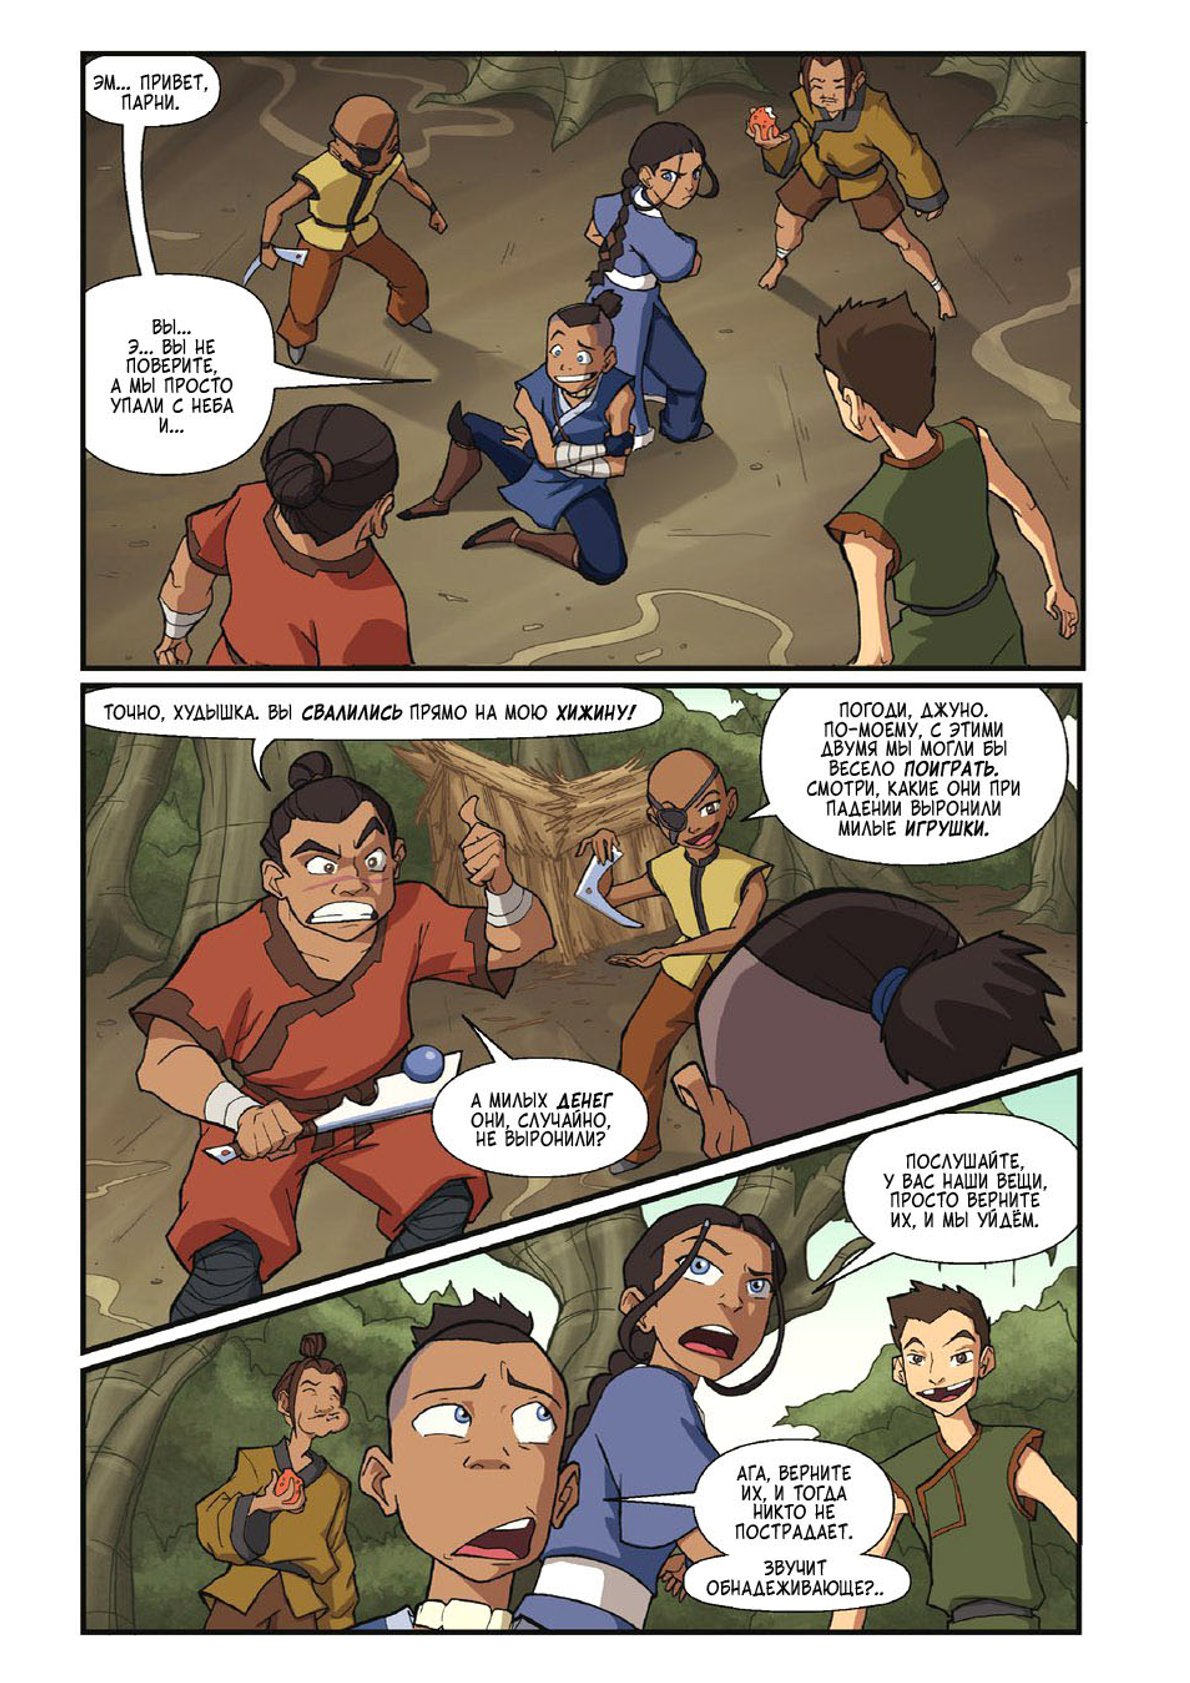 ЭМ... ПРИВЕТ,
ПАРНИ.
ВЫ...
Э... ВЫ НЕ
ПОВЕРИТЕ,
А МЫ ПРОСТО
УПАЛИ С НЕБА
И...
ТОЧНО, ХУДЫШКА. ВЫ СВАЛИЛИСЬ ПРЯМО НА МОЮ ХИЖИНУ!
ПОГОДИ, ДЖУНО.
ПО-МОЕМУ, С ЭТИМИ
ДВУМЯ МЫ МОГЛИ БЫ
ВЕСЕЛО ПОИГРАТЬ.
СМОТРИ, КАКИЕ ОНИ ПРИ
ПАДЕНИИ ВЫРОНИЛИ
МИЛЫЕ ИГРУШКИ.
А МИЛЫХ ДЕНЕГ
ОНИ, СЛУЧАЙНО,
НЕ ВЫРОНИЛИ?
ПОСЛУШАЙТЕ,
У ВАС НАШИ ВЕЩИ,
ПРОСТО ВЕРНИТЕ
ИХ, И МЫ УЙДЁМ.
АГА, ВЕРНИТЕ
ИХ, И ТОГДА
НИКТО НЕ
ПОСТРАДАЕТ.
ЗВУЧИТ
ОБНАДЕЖИВАЮЩЕ?..